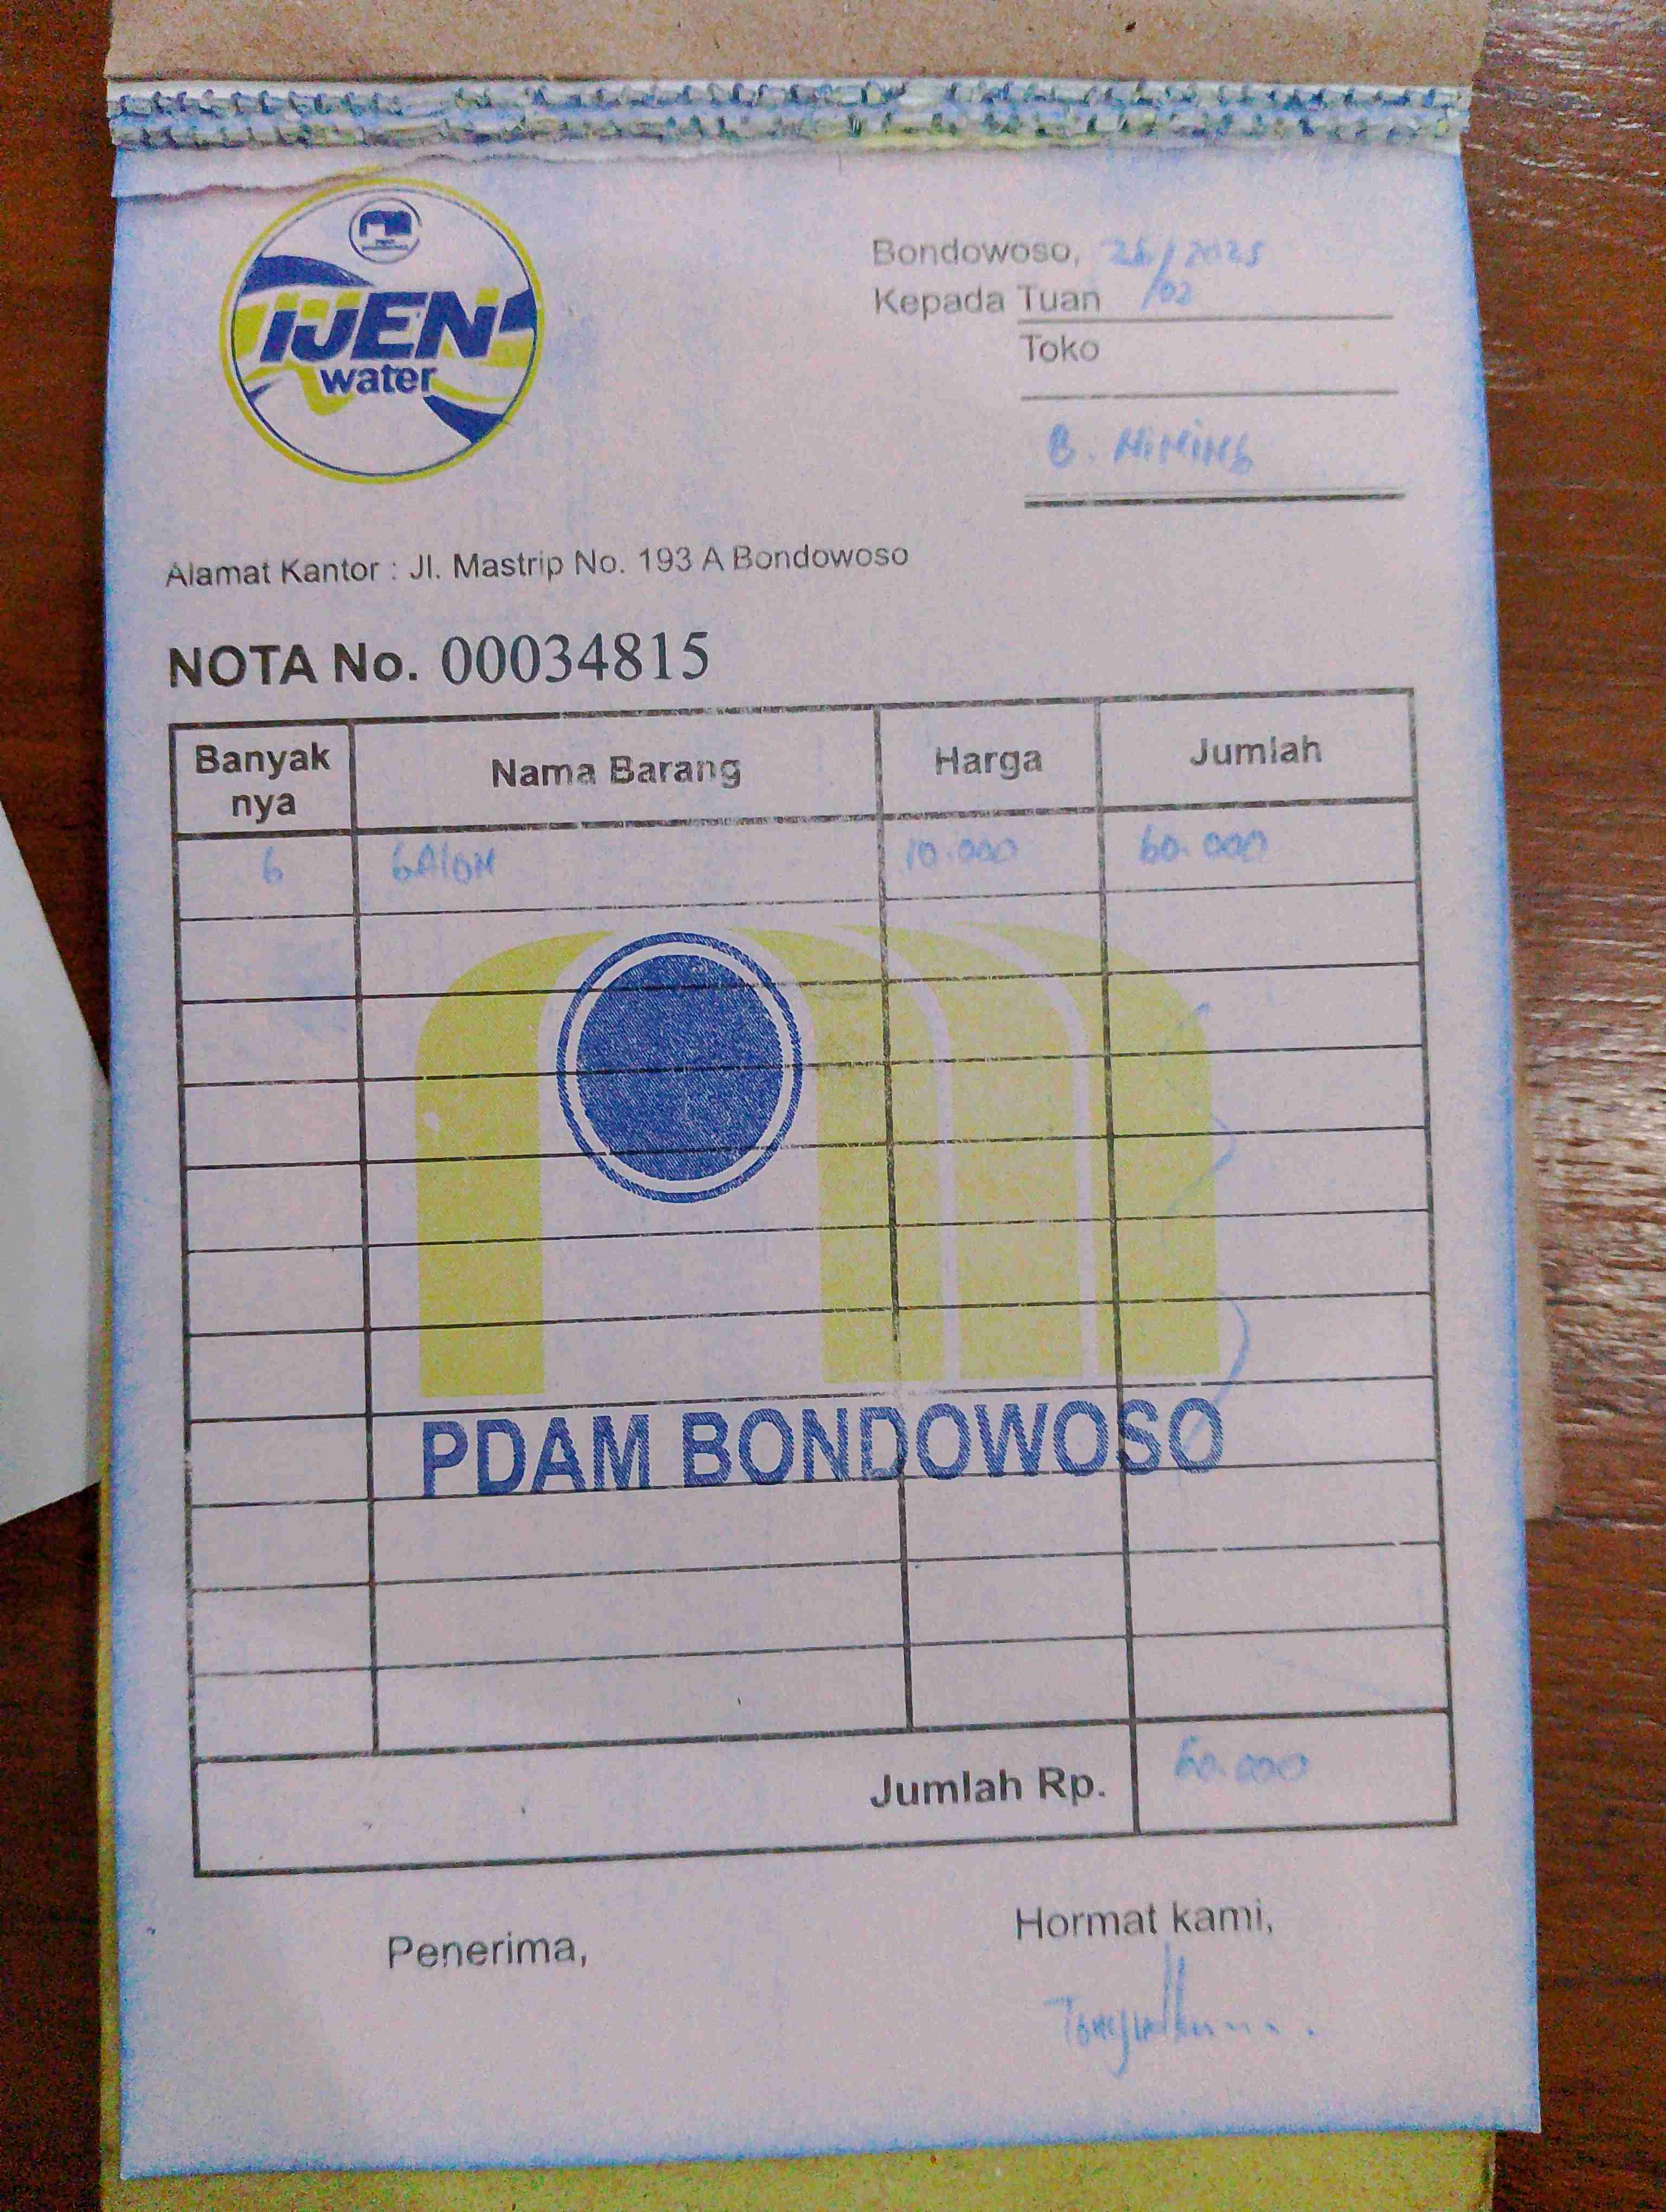 IJEN
water
Bondowoso, 26/02/2025
Kepada Tuan
Toko
B. NiNiNG
Alamat Kantor : Jl. Mastrip No. 193 A Bondowoso
NOTA No. 00034815
Banyak nya Nama Barang Harga Jumlah
6 GAlON 10.000 60.000
PDAM BONDOWOSO
Jumlah Rp. 60.000
Penerima, Hormat kami,